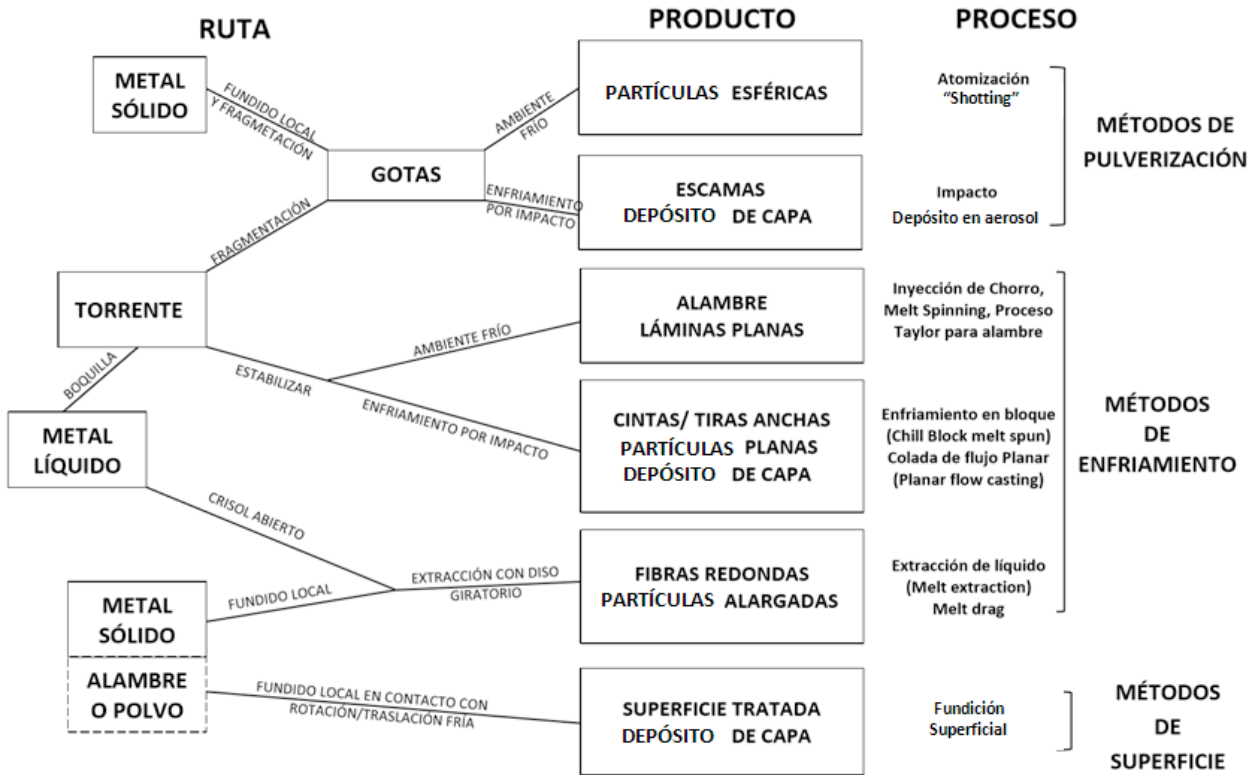 RUTA
PRODUCTO
PROCESO
METAL
SÓLIDO
FUNDIDO LOCAL
Y FRAGMETACIÓN
GOTAS
AMBIENTE
FRÍO
PARTÍCULAS ESFÉRICAS
Atomización
“Shotting”
MÉTODOS DE
PULVERIZACIÓN
ENFRIAMIENTO
POR IMPACTO
ESCAMAS
DEPÓSITO DE CAPA
Impacto
Depósito en aerosol
FRAGMENTACIÓN
TORRENTE
BOQUILLA
ESTABILIZAR
AMBIENTE FRÍO
ALAMBRE
LÁMINAS PLANAS
Inyección de Chorro,
Melt Spinning, Proceso
Taylor para alambre
ENFRIAMIENTO POR IMPACTO
CINTAS/ TIRAS ANCHAS
PARTÍCULAS PLANAS
DEPÓSITO DE CAPA
Enfriamiento en bloque
(Chill Block melt spun)
Colada de flujo Planar
(Planar flow casting)
MÉTODOS
DE
ENFRIAMIENTO
METAL
LÍQUIDO
CRISOL ABIERTO
METAL
SÓLIDO
FUNDIDO LOCAL
EXTRACCIÓN CON DISO
GIRATORIO
FIBRAS REDONDAS
PARTÍCULAS ALARGADAS
Extracción de líquido
(Melt extraction)
Melt drag
ALAMBRE
O POLVO
FUNDIDO LOCAL EN CONTACTO CON
ROTACIÓN/TRASLACIÓN FRÍA
SUPERFICIE TRATADA
DEPÓSITO DE CAPA
Fundición
Superficial
MÉTODOS
DE
SUPERFICIE